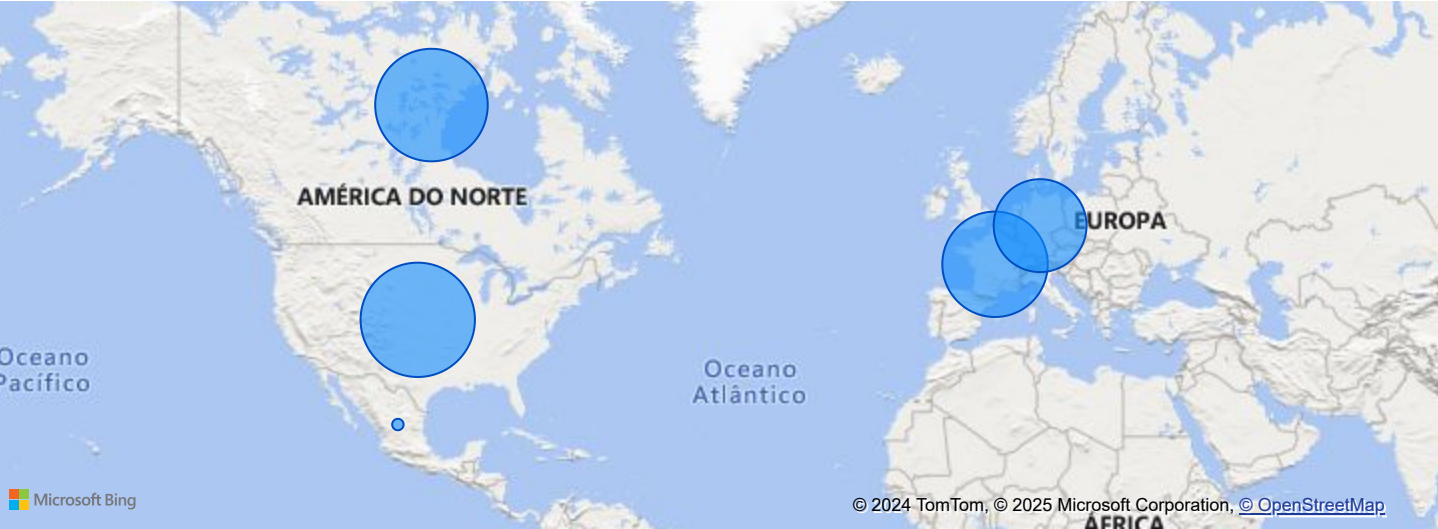 AMÉRICA DO NORTE
EUROPA
Oceano
Pacífico
Oceano
Atlântico
Microsoft Bing
© 2024 TomTom, © 2025 Microsoft Corporation, © OpenStreetMap
ÁFRICA